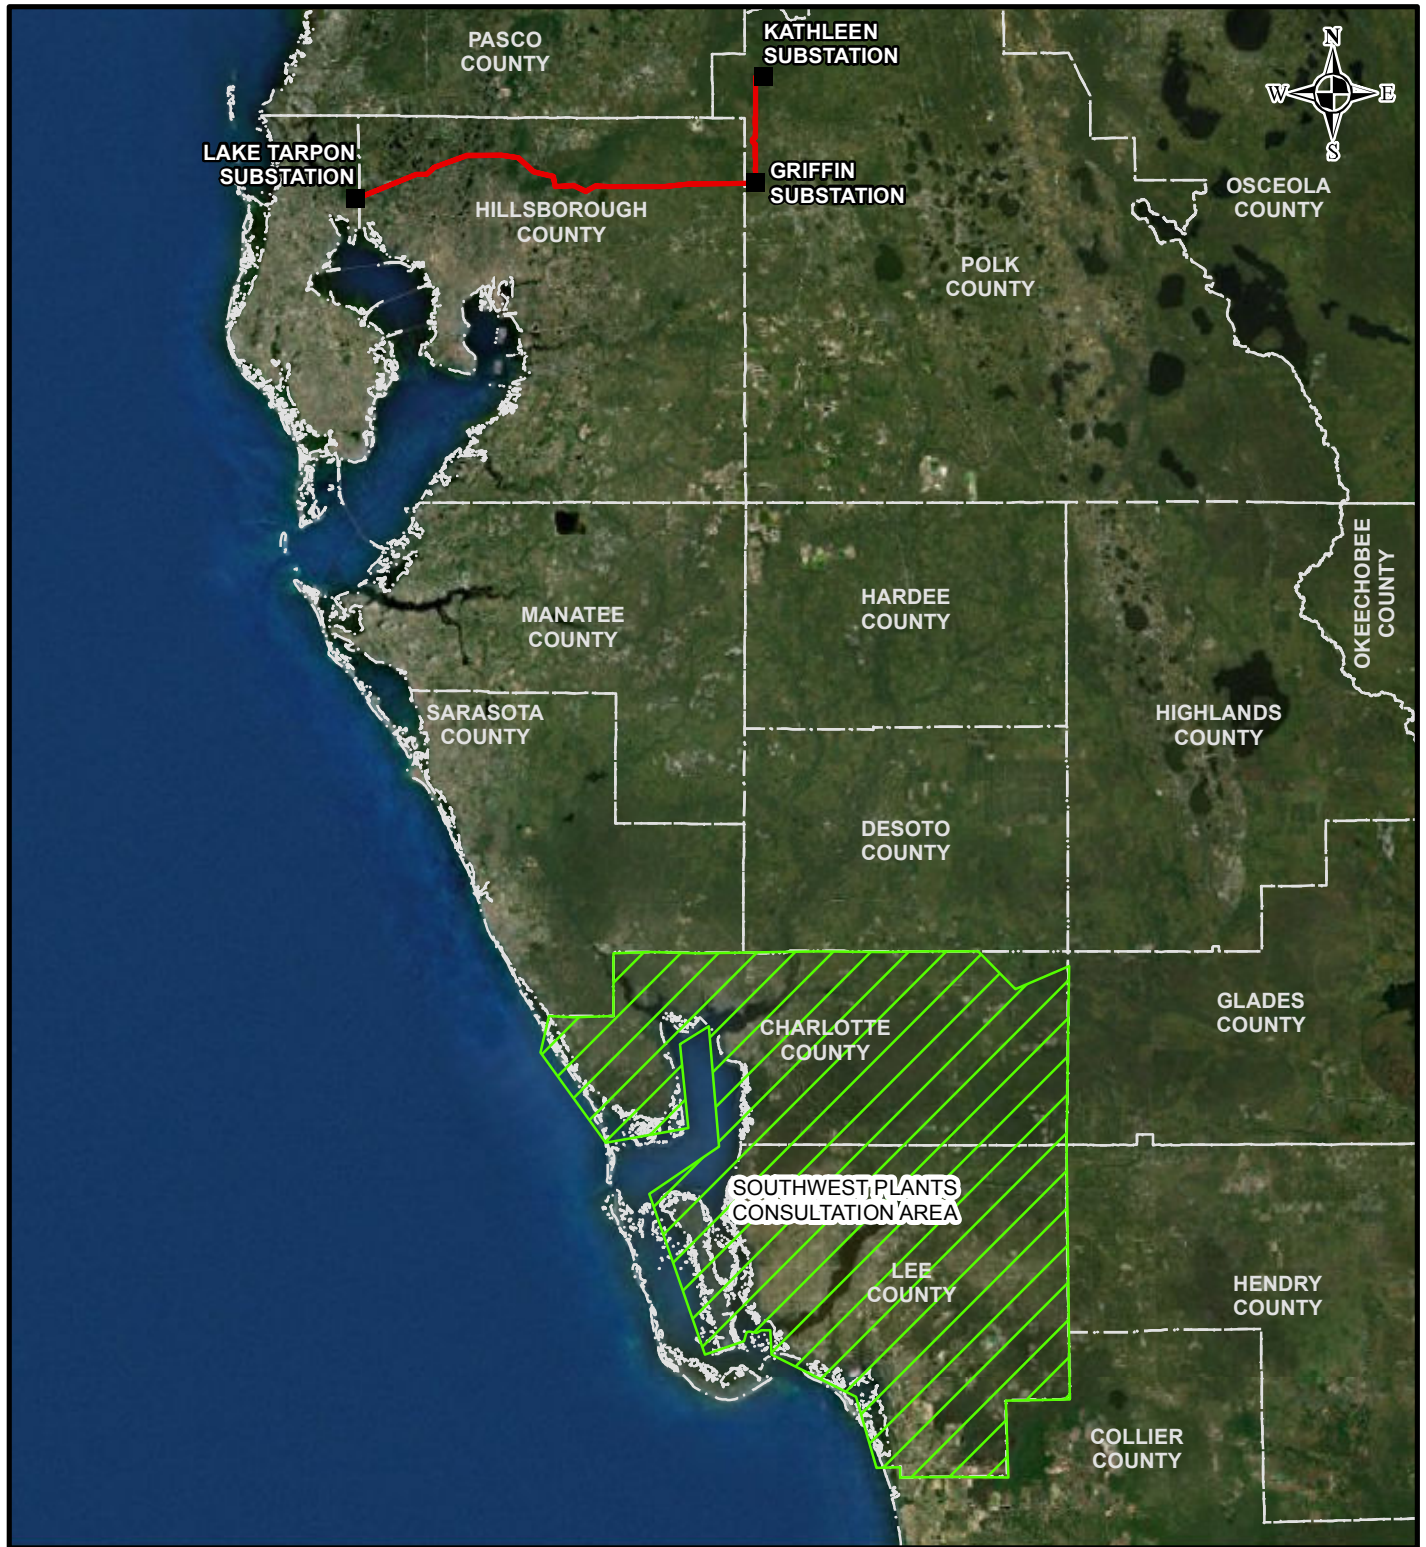 PASCO
COUNTY
KATHLEEN
SUBSTATION
N
W
E
S
LAKE TARPON
SUBSTATION
GRIFFIN
SUBSTATION
HILLSBOROUGH
COUNTY
OSCEOLA
COUNTY
POLK
COUNTY
MANATEE
COUNTY
HARDEE
COUNTY
OKEECHOBEE
COUNTY
SARASOTA
COUNTY
HIGHLANDS
COUNTY
DESOTO
COUNTY
CHARLOTTE
COUNTY
GLADES
COUNTY
SOUTHWEST PLANTS
CONSULTATION AREA
LEE
COUNTY
HENDRY
COUNTY
COLLIER
COUNTY